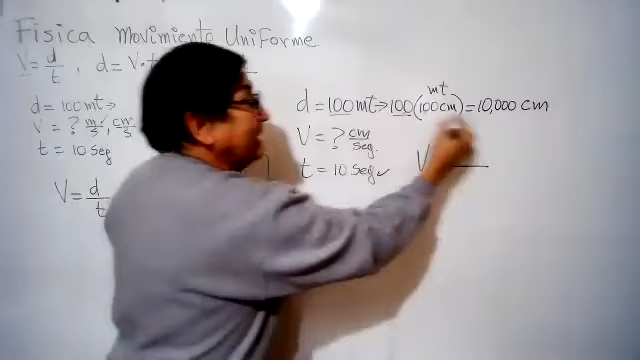 Fisica Movimiento Uniforme
V = d/t , d = V·t
d = 100 mt →
V = ? m/s, cm/s
t = 10 Seg
V = d/t
mt
d = 100 mt → 100 (100 cm) = 10,000 cm
V = ? cm/seg.
t = 10 Seg ✓
V